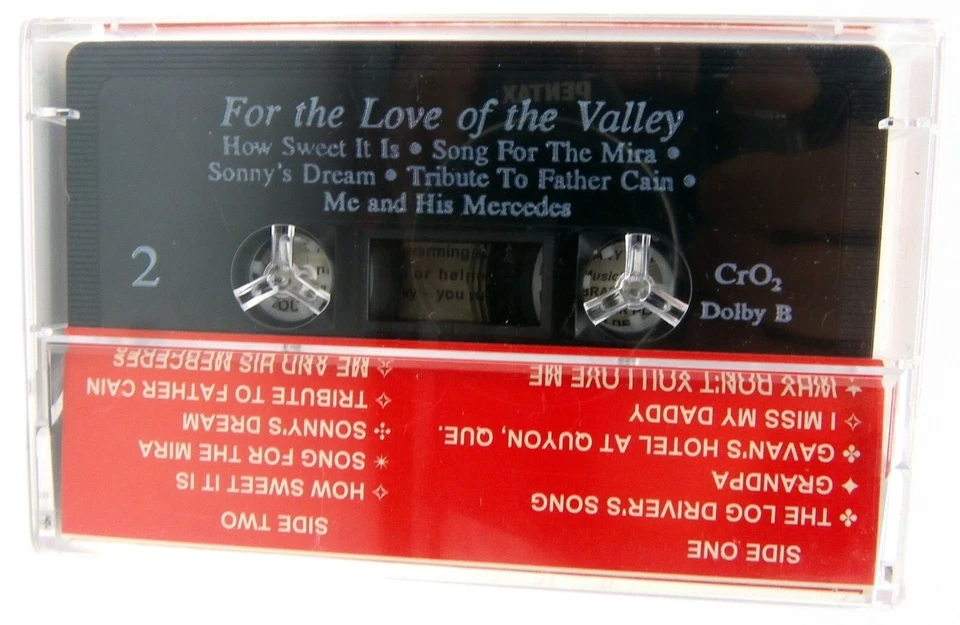 PENTAX
For the Love of the Valley
How Sweet It Is • Song For The Mira •
Sonny's Dream • Tribute To Father Cain •
Me and His Mercedes
2
CrO₂
Dolby B
SIDE ONE
✤ THE LOG DRIVER'S SONG
✦ GRANDPA
✤ GAVAN'S HOTEL AT QUYON, QUE.
✧ I MISS MY DADDY
★ WHY DON'T YOU LOVE ME
SIDE TWO
✧ HOW SWEET IT IS
✴ SONG FOR THE MIRA
✣ SONNY'S DREAM
✧ TRIBUTE TO FATHER CAIN
✧ ME AND HIS MERCEDES